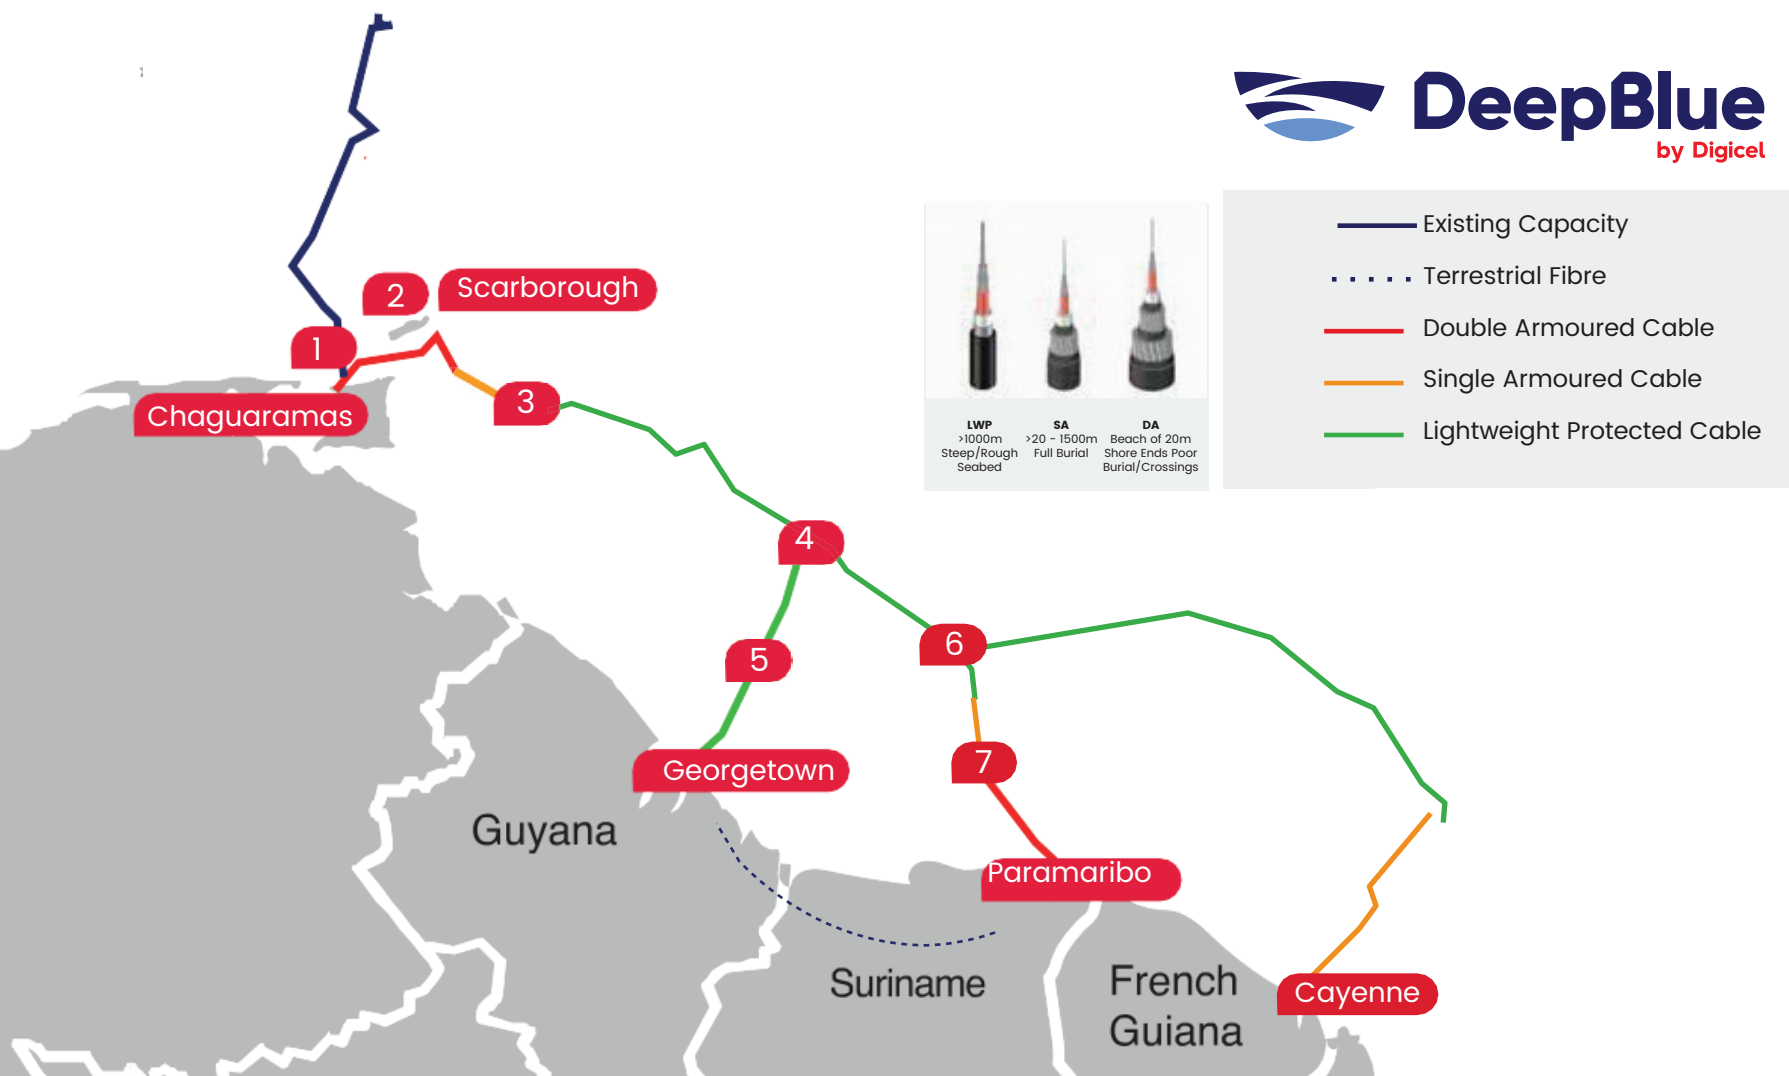 DeepBlue
by Digicel
Existing Capacity
Terrestrial Fibre
Double Armoured Cable
Single Armoured Cable
Lightweight Protected Cable
LWP
>1000m
Steep/Rough
Seabed
SA
>20 - 1500m
Full Burial
DA
Beach of 20m
Shore Ends Poor
Burial/Crossings
2
Scarborough
1
Chaguaramas
3
4
5
6
7
Georgetown
Guyana
Paramaribo
Suriname
French
Guiana
Cayenne